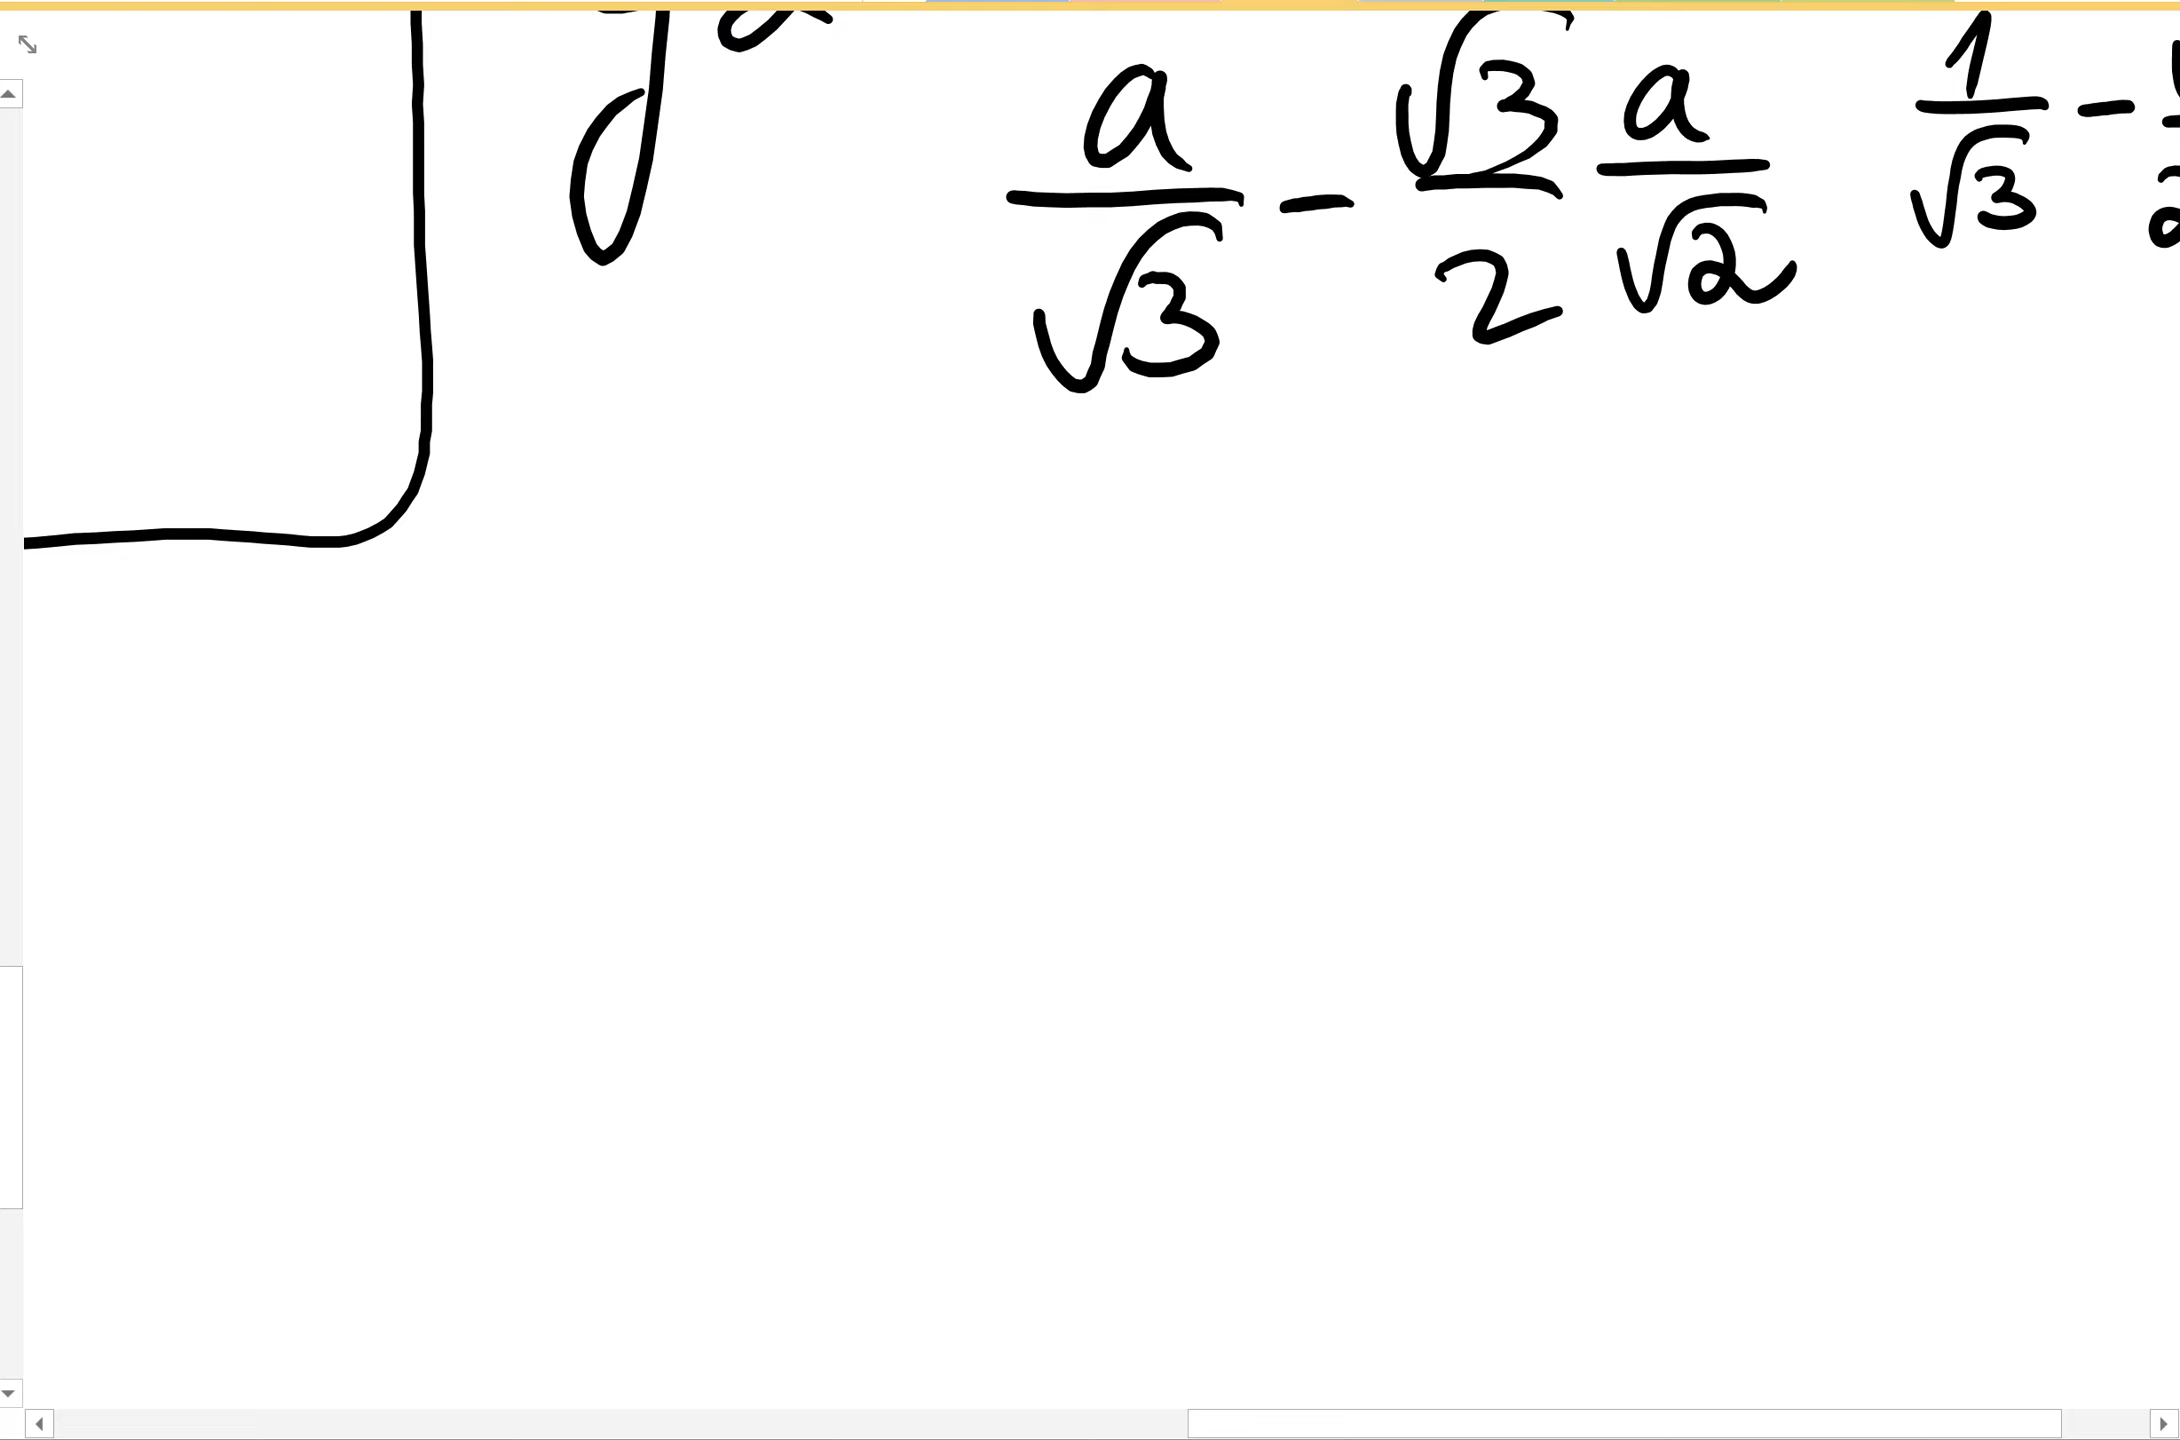 a/√3 - √3/2 a/√2 1/√3 -